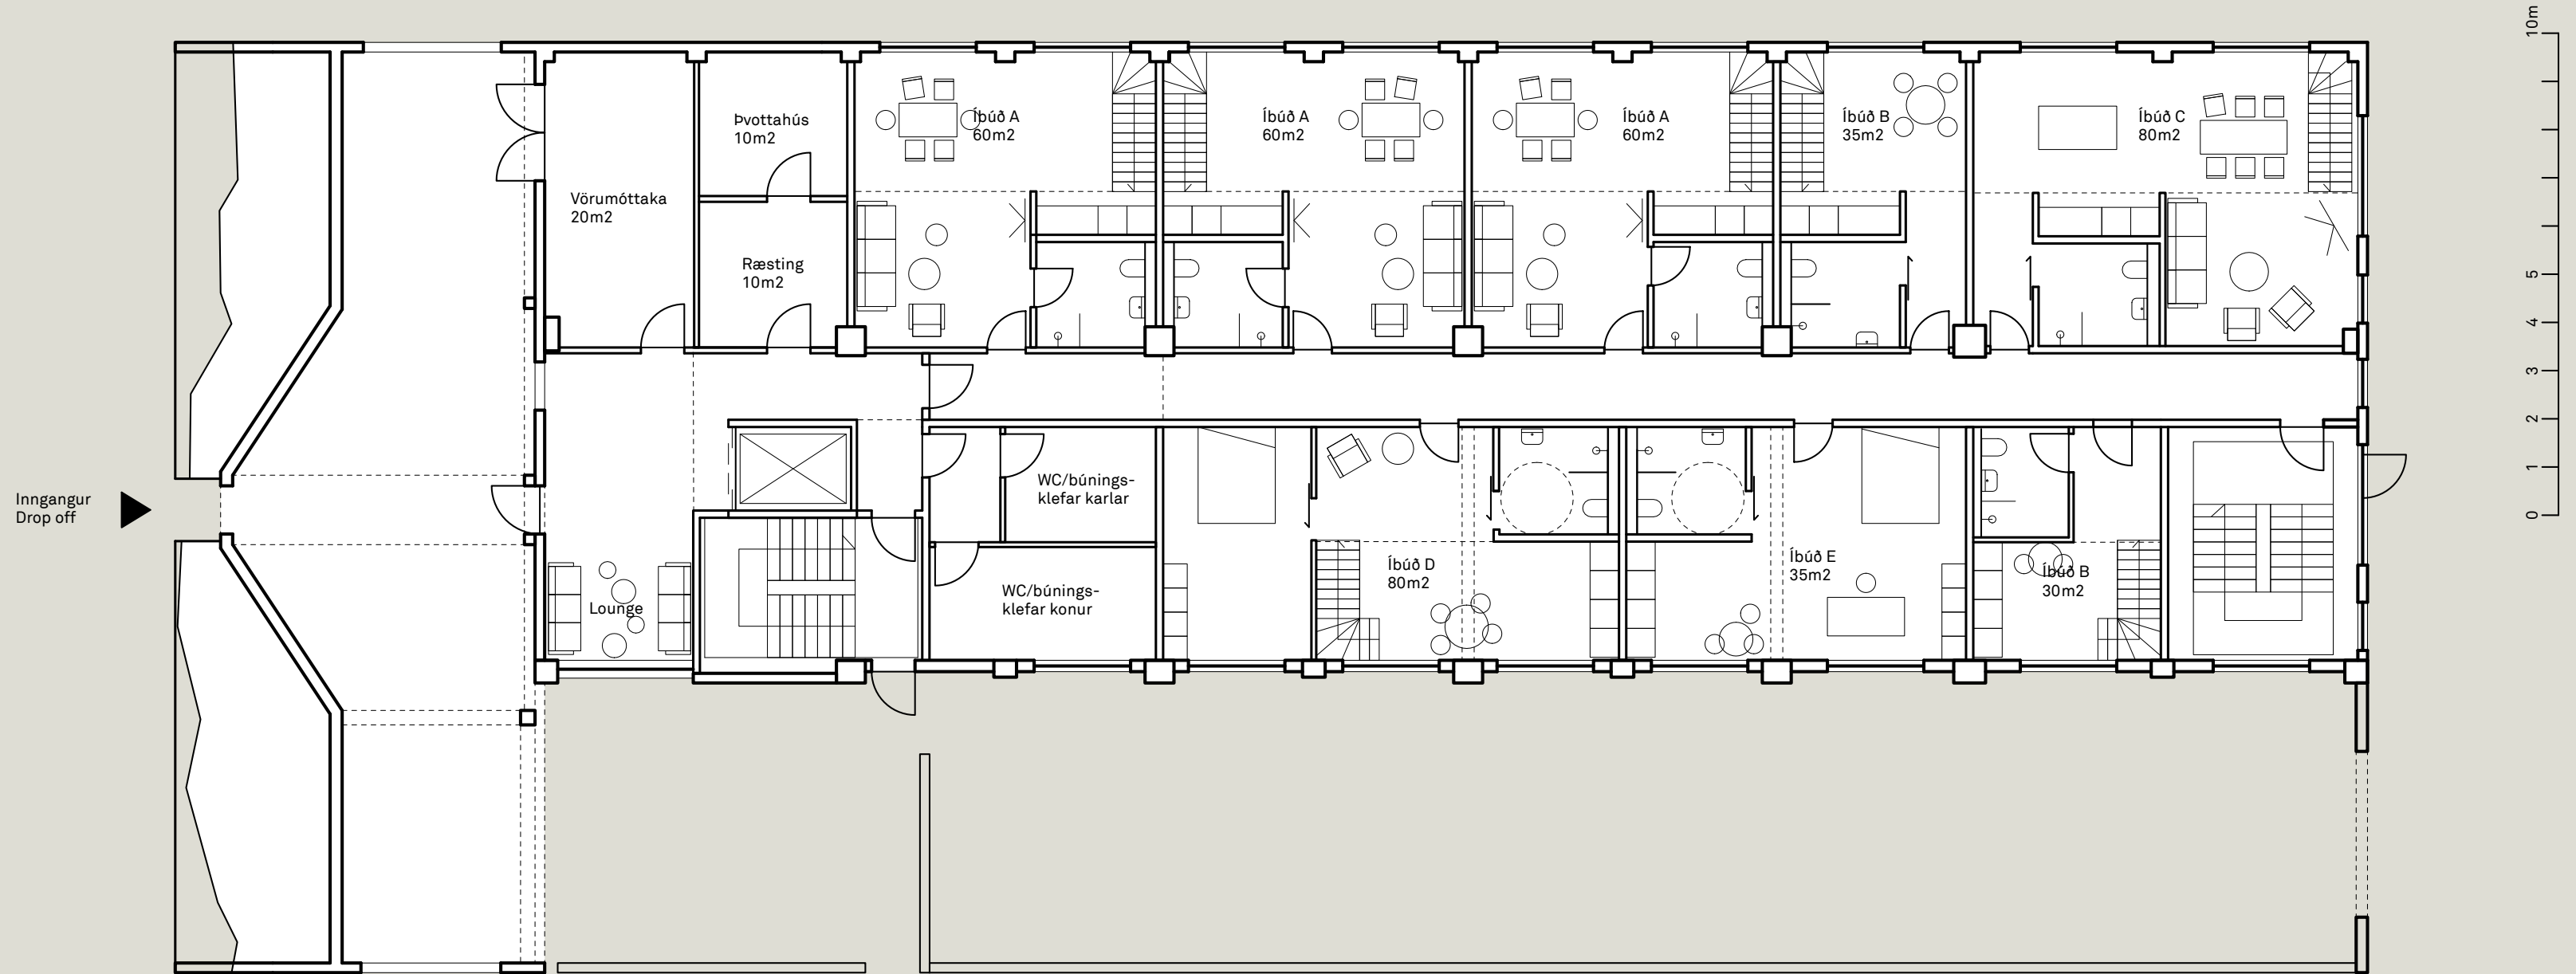 10m
Þvottahús
10m2
Íbúð A
60m2
Íbúð A
60m2
Íbúð A
60m2
Íbúð B
35m2
Íbúð C
80m2
Vörumóttaka
20m2
Ræsting
10m2
5
4
3
2
1
0
Inngangur
Drop off
WC/búnings-
klefar karlar
Íbúð D
80m2
Íbúð E
35m2
Íbúð B
30m2
Lounge
WC/búnings-
klefar konur